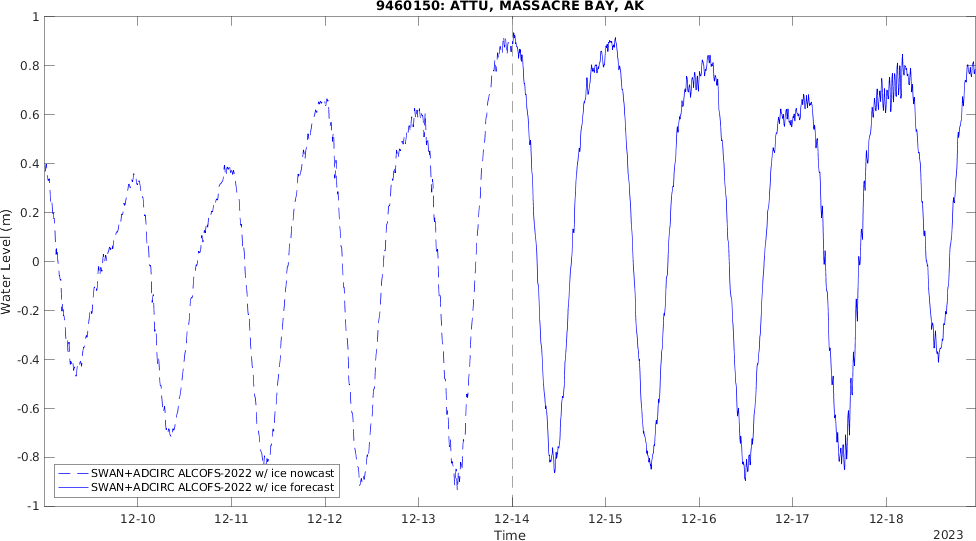 9460150: ATTU, MASSACRE BAY, AK
1
0.8
0.6
0.4
0.2
0
-0.2
-0.4
-0.6
-0.8
-1
Water Level (m)
SWAN+ADCIRC ALCOFS-2022 w/ ice nowcast
SWAN+ADCIRC ALCOFS-2022 w/ ice forecast
12-10 12-11 12-12 12-13 12-14 12-15 12-16 12-17 12-18
Time
2023